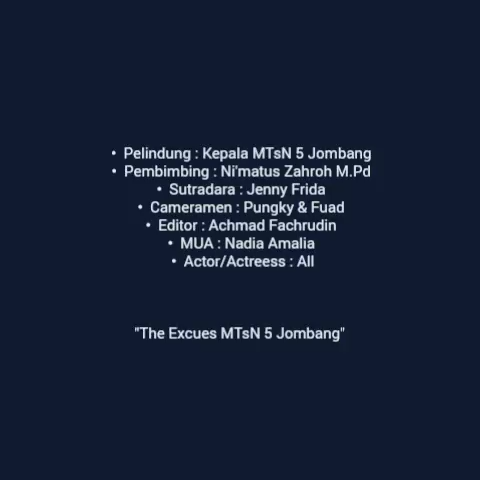 • Pelindung : Kepala MTsN 5 Jombang
• Pembimbing : Ni'matus Zahroh M.Pd
• Sutradara : Jenny Frida
• Cameramen : Pungky & Fuad
• Editor : Achmad Fachrudin
• MUA : Nadia Amalia
• Actor/Actreess : All
"The Excues MTsN 5 Jombang"